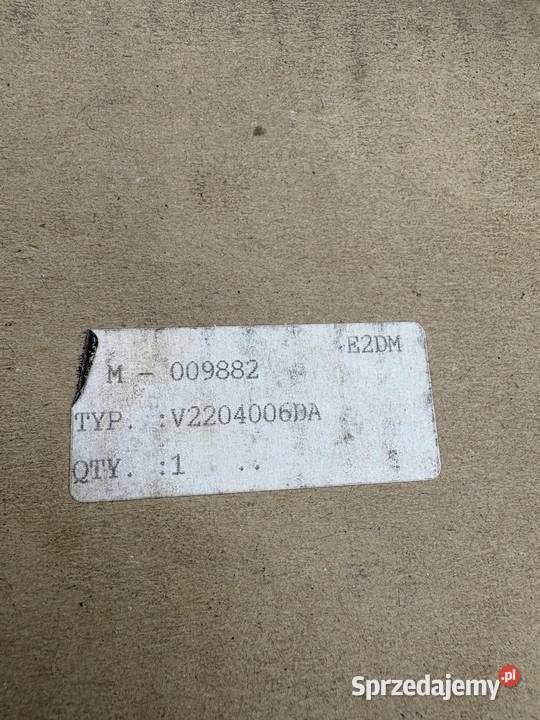 E2DM
M - 009882
TYP. :V2204006DA
QTY. :1 ..
Sprzedajemy.pl